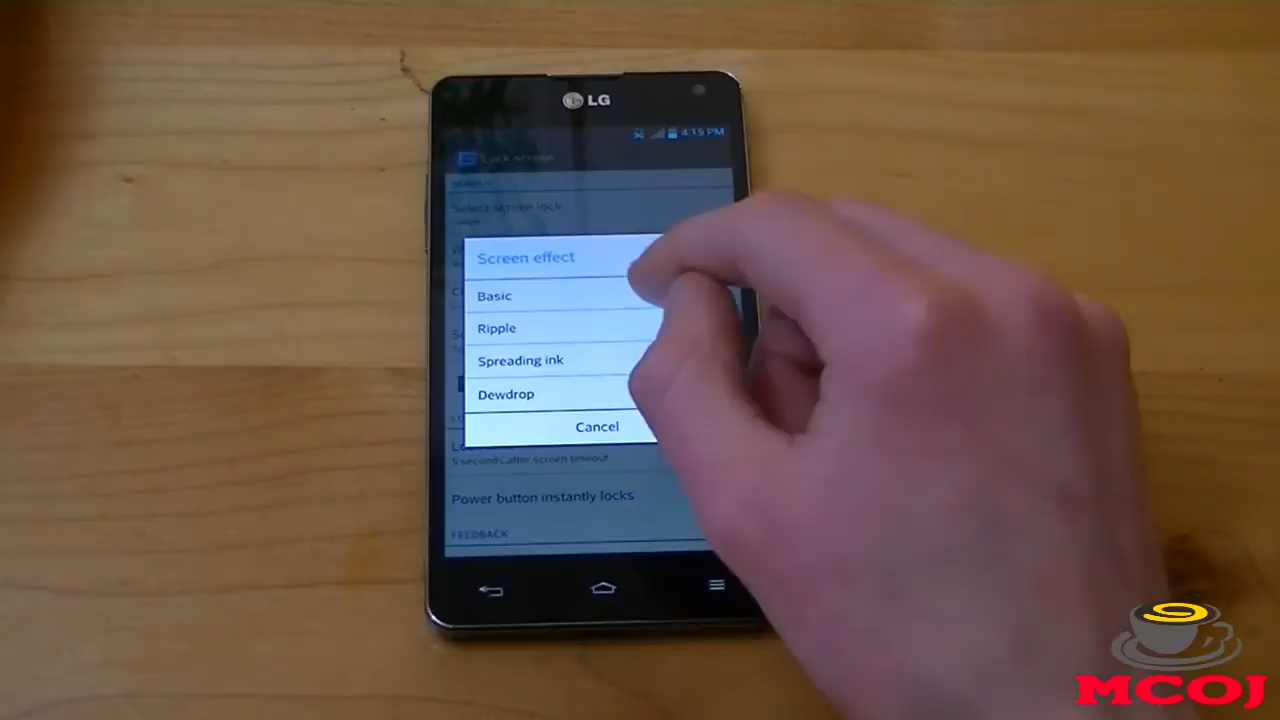 LG
4:15 PM
Lock screen
Select screen lock
Screen effect
Basic
Ripple
Spreading ink
Dewdrop
Cancel
5 seconds after screen timeout
Power button instantly locks
FEEDBACK
MCOJ